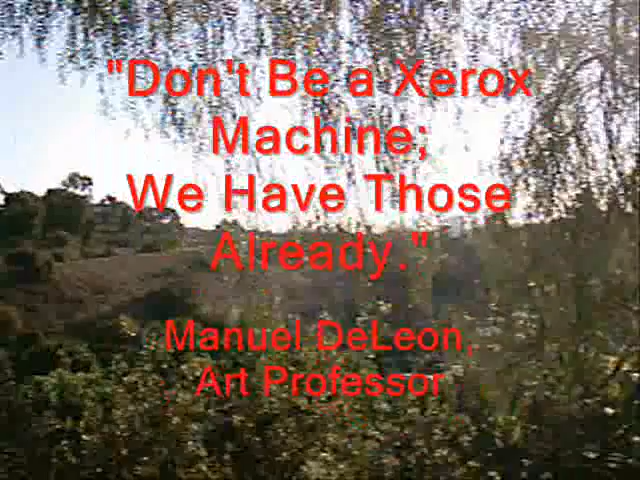 "Don't Be a Xerox
Machine;
We Have Those
Already."
Manuel DeLeon,
Art Professor